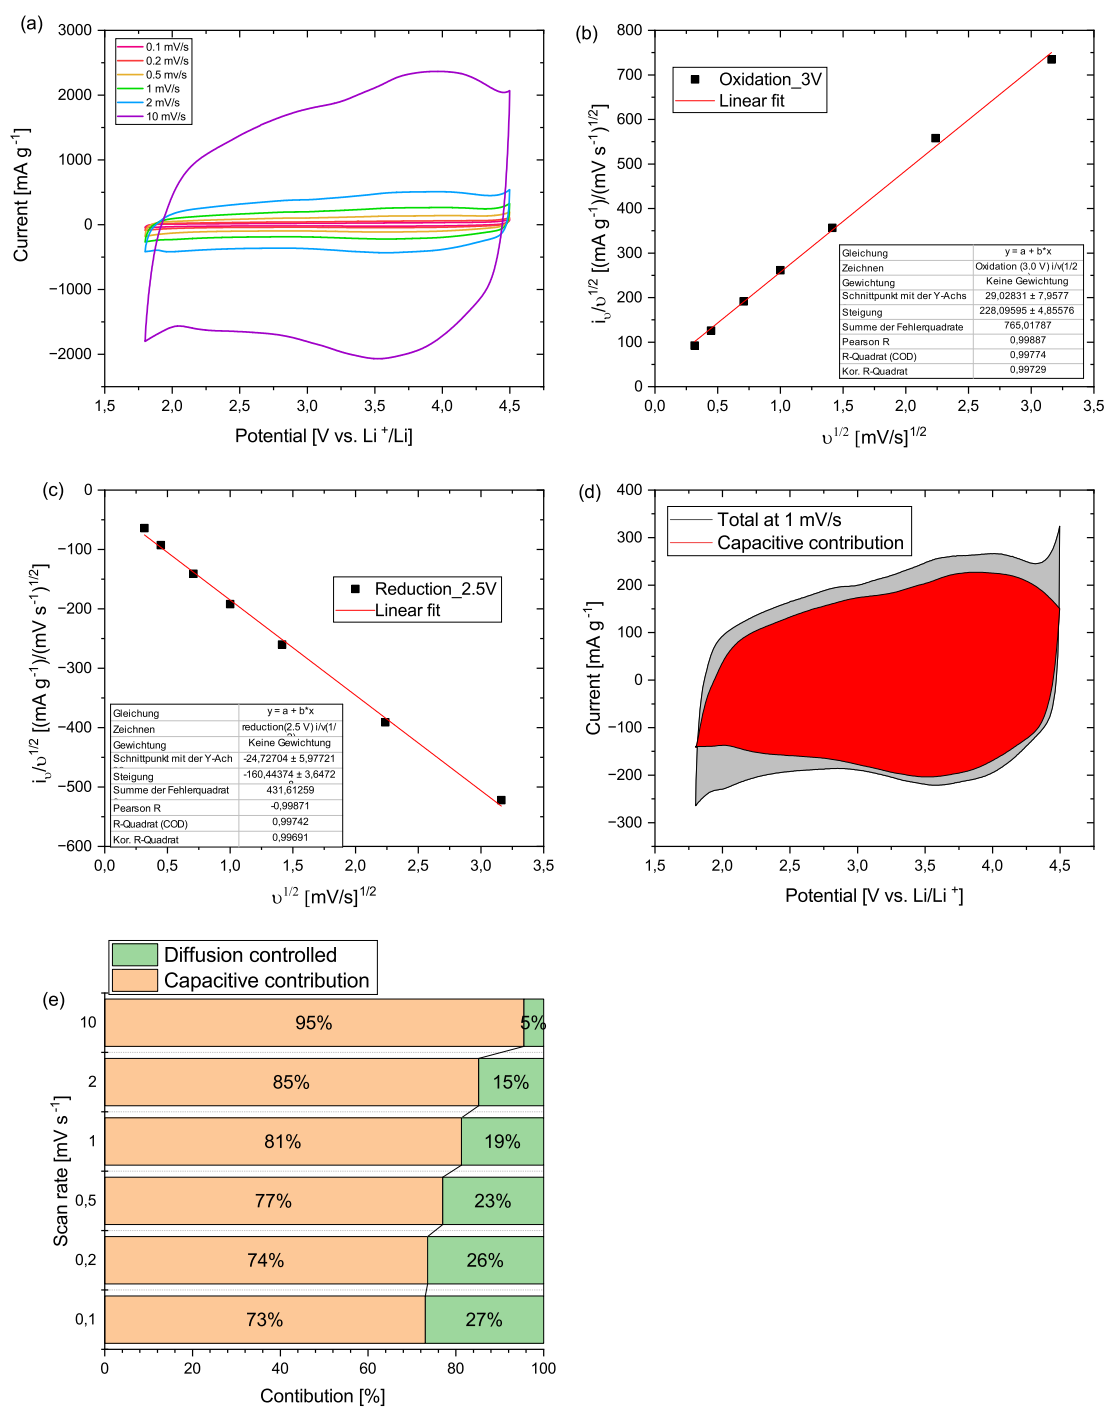 (a)
3000
2000
1000
0
−1000
−2000
Current [mA g-1]
0.1 mV/s
0.2 mV/s
0.5 mv/s
1 mV/s
2 mV/s
10 mV/s
1,5 2,0 2,5 3,0 3,5 4,0 4,5
Potential [V vs. Li +/Li]
(b)
800
700
600
500
400
300
200
100
0
iυ/υ1/2 [(mA g-1)/(mV s-1)1/2]
Oxidation_3V
Linear fit
Gleichung y = a + b*x
Zeichnen Oxidation (3,0 V) i/v(1/2
Gewichtung Keine Gewichtung
Schnittpunkt mit der Y-Achs 29,02831 ± 7,9577
Steigung 228,09595 ± 4,85576
Summe der Fehlerquadrate 765,01787
Pearson R 0,99887
R-Quadrat (COD) 0,99774
Kor. R-Quadrat 0,99729
0,0 0,5 1,0 1,5 2,0 2,5 3,0 3,5
υ1/2 [mV/s]1/2
(c)
0
−100
−200
−300
−400
−500
−600
iυ/υ1/2 [(mA g-1)/(mV s-1)1/2]
Reduction_2.5V
Linear fit
Gleichung y = a + b*x
Zeichnen reduction(2.5 V) i/v(1/
Gewichtung Keine Gewichtung
Schnittpunkt mit der Y-Ach -24,72704 ± 5,97721
Steigung -160,44374 ± 3,6472
Summe der Fehlerquadrat 431,61259
Pearson R -0,99871
R-Quadrat (COD) 0,99742
Kor. R-Quadrat 0,99691
0,0 0,5 1,0 1,5 2,0 2,5 3,0 3,5
υ1/2 [mV/s]1/2
(d)
400
300
200
100
0
−100
−200
−300
Current [mA g-1]
Total at 1 mV/s
Capacitive contribution
1,5 2,0 2,5 3,0 3,5 4,0 4,5
Potential [V vs. Li/Li +]
(e)
Diffusion controlled
Capacitive contribution
Scan rate [mV s-1]
10 95% 5%
2 85% 15%
1 81% 19%
0,5 77% 23%
0,2 74% 26%
0,1 73% 27%
0 20 40 60 80 100
Contibution [%]